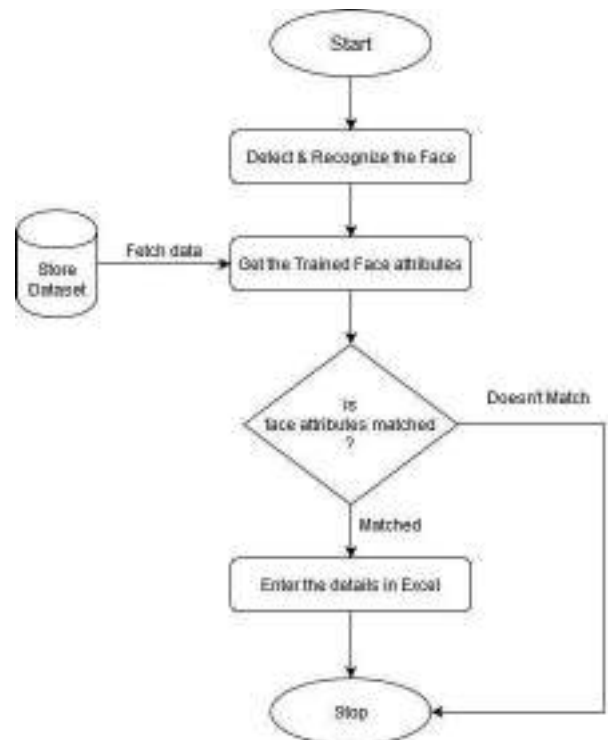 Start
Detect & Recognize the Face
Fetch data
Store
Dataset
Get the Trained Face attributes
Is
face attributes matched
?
Doesn't Match
Matched
Enter the details in Excel
Stop